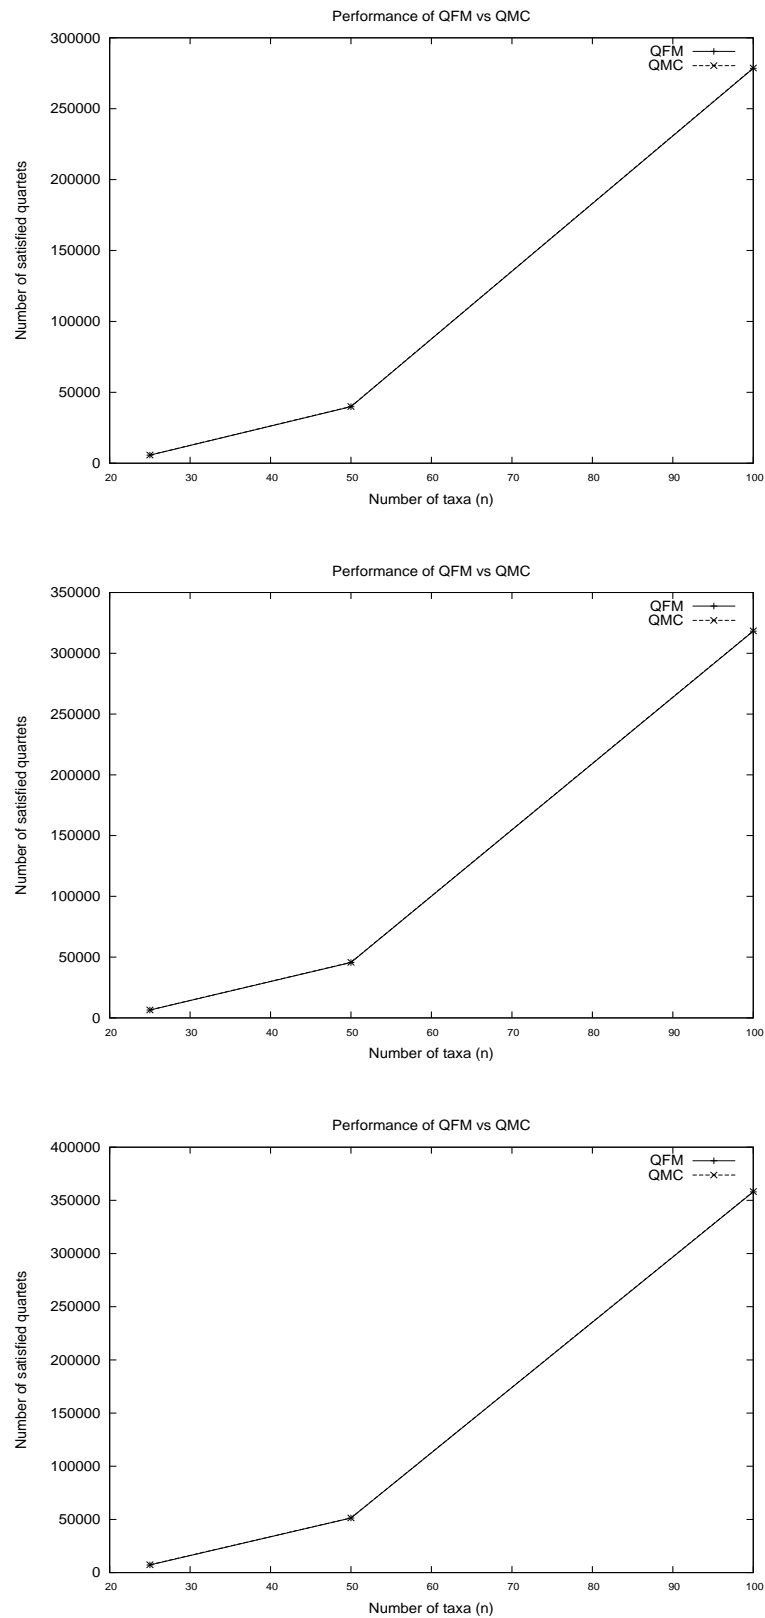 Performance of QFM vs QMC
300000
QFM
QMC
250000
200000
150000
100000
50000
0
Number of satisfied quartets
20 30 40 50 60 70 80 90 100
Number of taxa (n)
Performance of QFM vs QMC
350000
QFM
QMC
300000
250000
200000
150000
100000
50000
0
Number of satisfied quartets
20 30 40 50 60 70 80 90 100
Number of taxa (n)
Performance of QFM vs QMC
400000
QFM
QMC
350000
300000
250000
200000
150000
100000
50000
0
Number of satisfied quartets
20 30 40 50 60 70 80 90 100
Number of taxa (n)